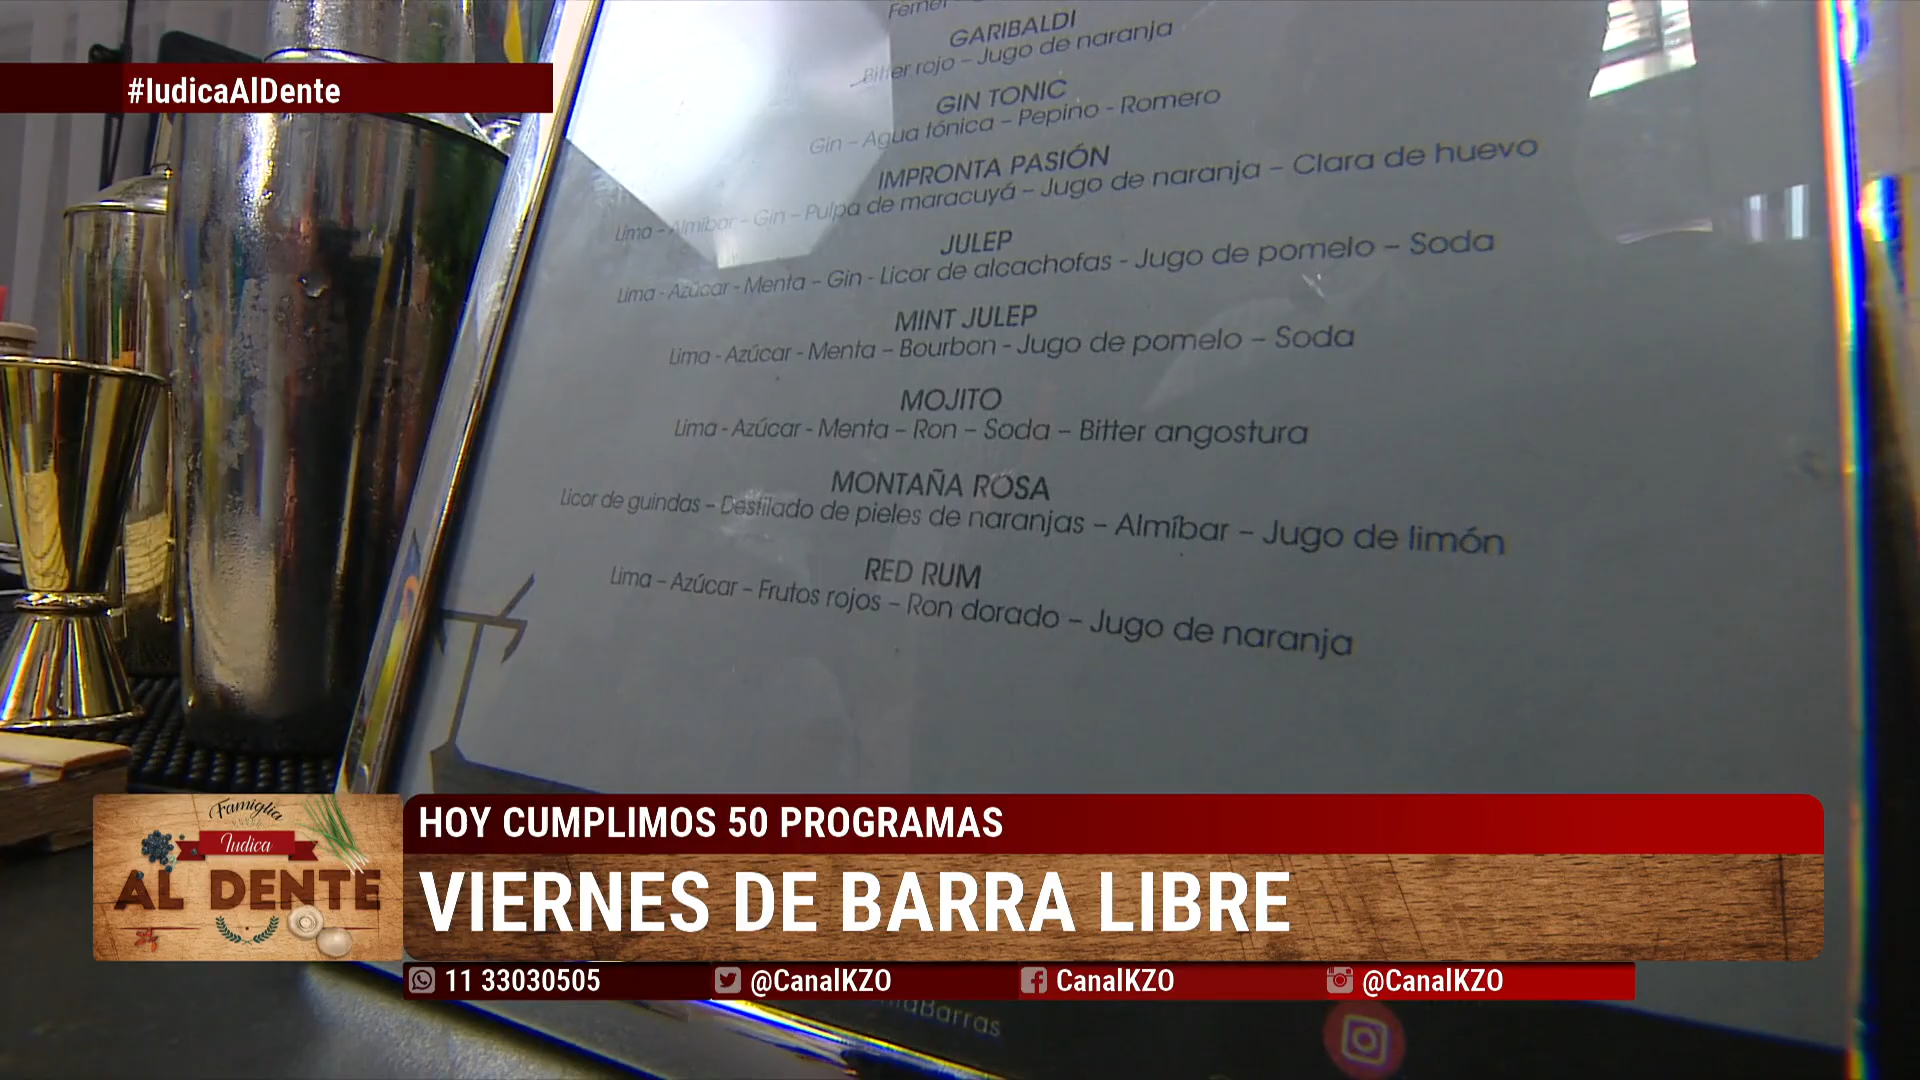 #IudicaAlDente
GARIBALDI
Bitter rojo – Jugo de naranja
GIN TONIC
Gin – Agua tónica – Pepino - Romero
IMPRONTA PASIÓN
Lima – Almíbar – Gin – Pulpa de maracuyá – Jugo de naranja – Clara de huevo
JULEP
Lima - Azúcar - Menta – Gin - Licor de alcachofas - Jugo de pomelo – Soda
MINT JULEP
Lima - Azúcar - Menta – Bourbon - Jugo de pomelo – Soda
MOJITO
Lima - Azúcar - Menta – Ron – Soda – Bitter angostura
MONTAÑA ROSA
Licor de guindas – Destilado de pieles de naranjas – Almíbar – Jugo de limón
RED RUM
Lima – Azúcar – Frutos rojos – Ron dorado – Jugo de naranja
Famiglia
Iudica
AL DENTE
HOY CUMPLIMOS 50 PROGRAMAS
VIERNES DE BARRA LIBRE
11 33030505 @CanalKZO CanalKZO @CanalKZO